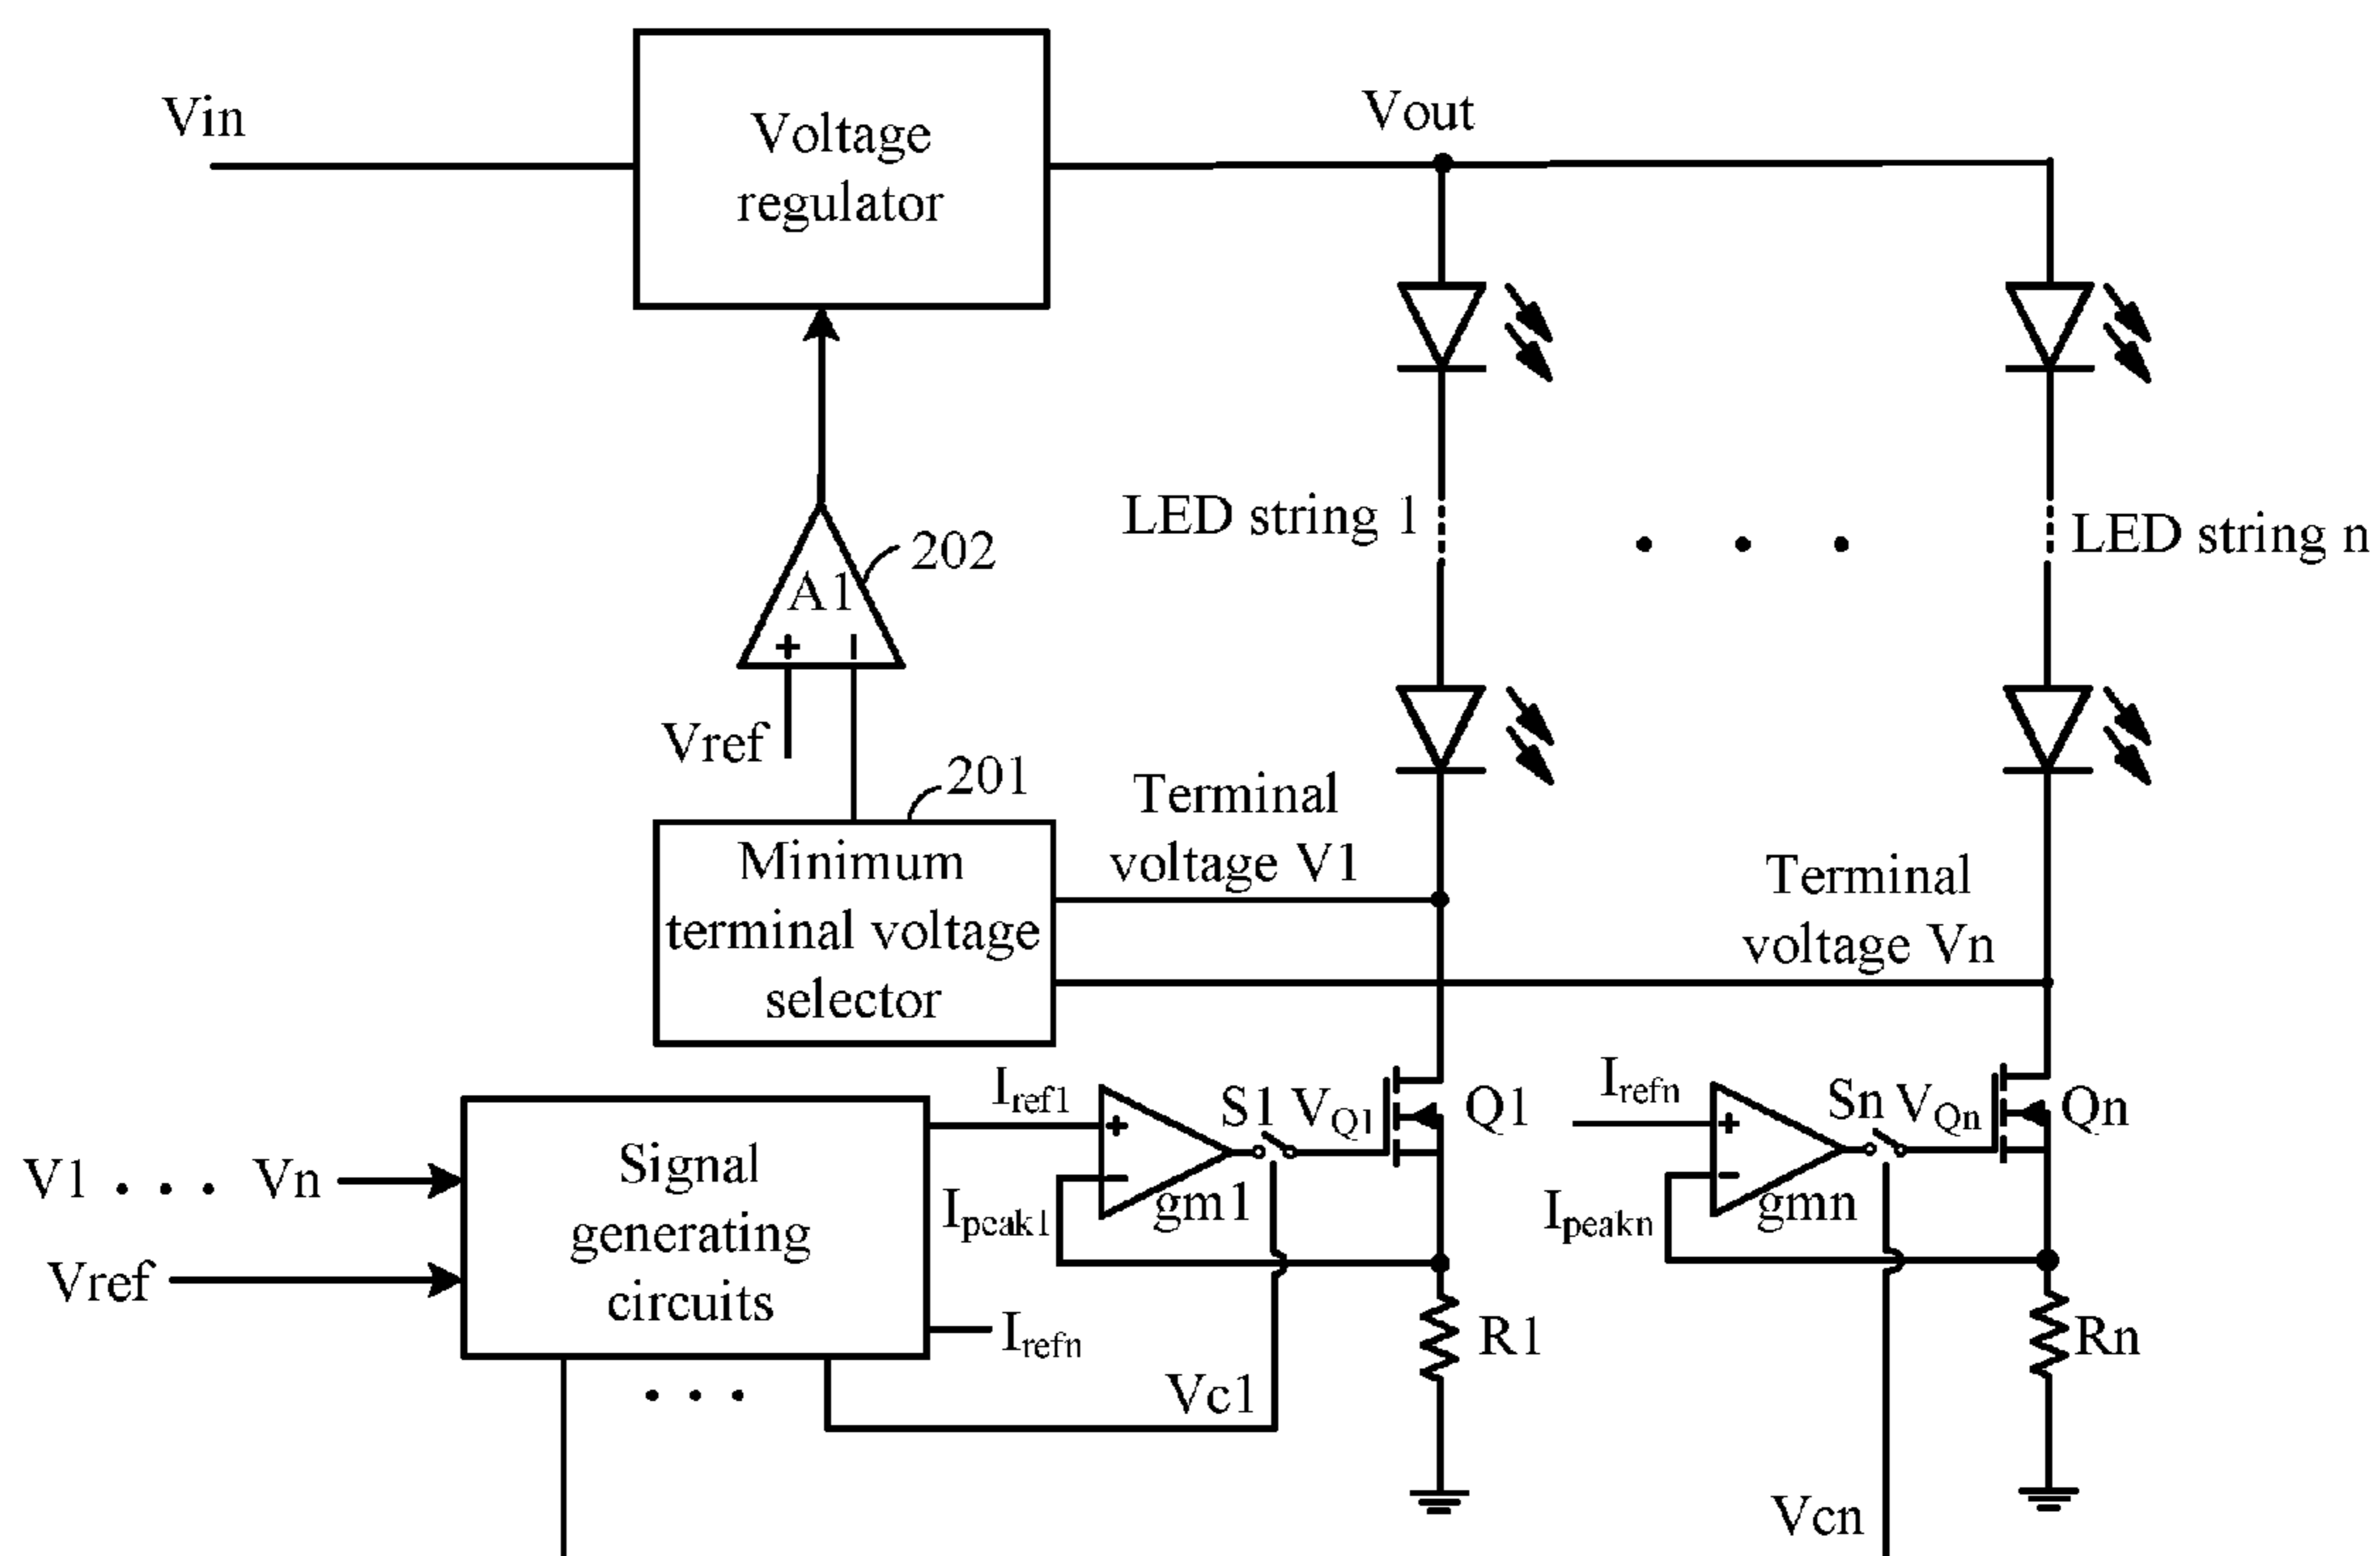 Vin
Voltage
regulator
Vout
LED string 1
. . .
LED string n
202
A1
+ −
Vref
201
Minimum
terminal voltage
selector
Terminal
voltage V1
Terminal
voltage Vn
Signal
generating
circuits
V1 . . . Vn
Vref
Iref1
Ipeak1
+
−
gm1
S1
VQ1
Q1
Irefn
Ipeakn
+
−
gmn
Sn
VQn
Qn
Irefn
R1
Rn
. . .
Vc1
Vcn